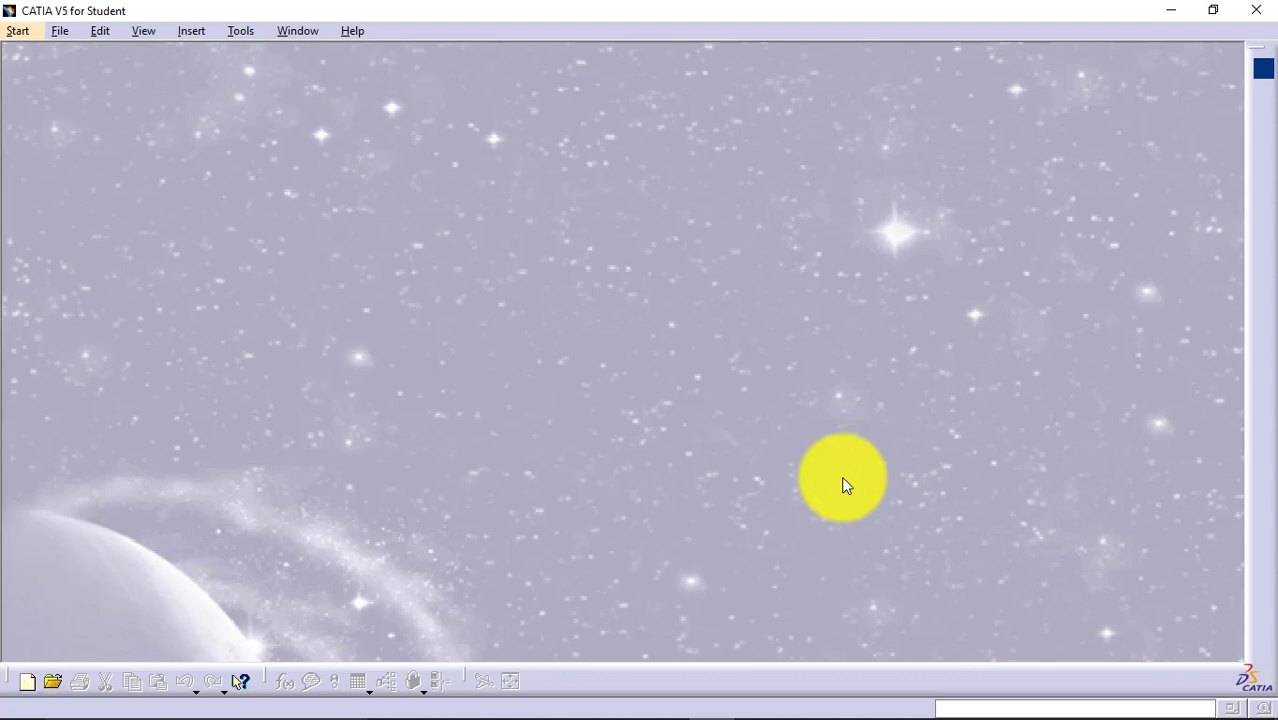 CATIA V5 for Student
Start File Edit View Insert Tools Window Help
f(x)
CATIA